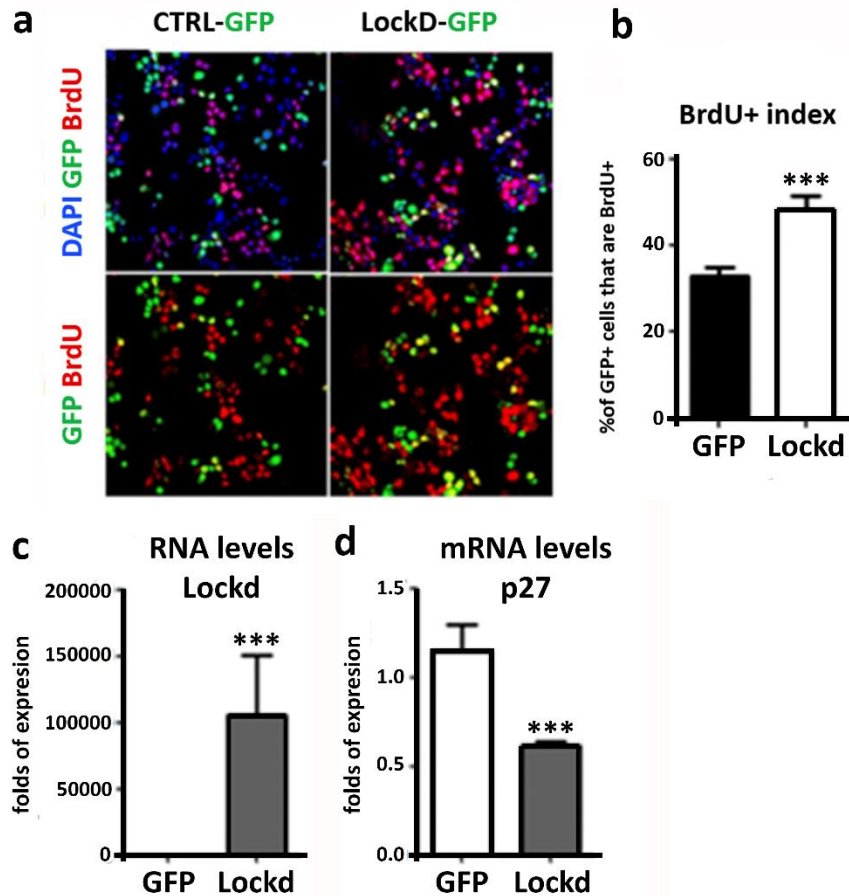 a
CTRL-GFP
LockD-GFP
DAPI GFP BrdU
GFP BrdU
b
BrdU+ index
%of GFP+ cells that are BrdU+
60
40
20
0
***
GFP
Lockd
c
RNA levels
Lockd
folds of expresion
200000
150000
100000
50000
0
***
GFP
Lockd
d
mRNA levels
p27
folds of expresion
1.5
1.0
0.5
0.0
***
GFP
Lockd